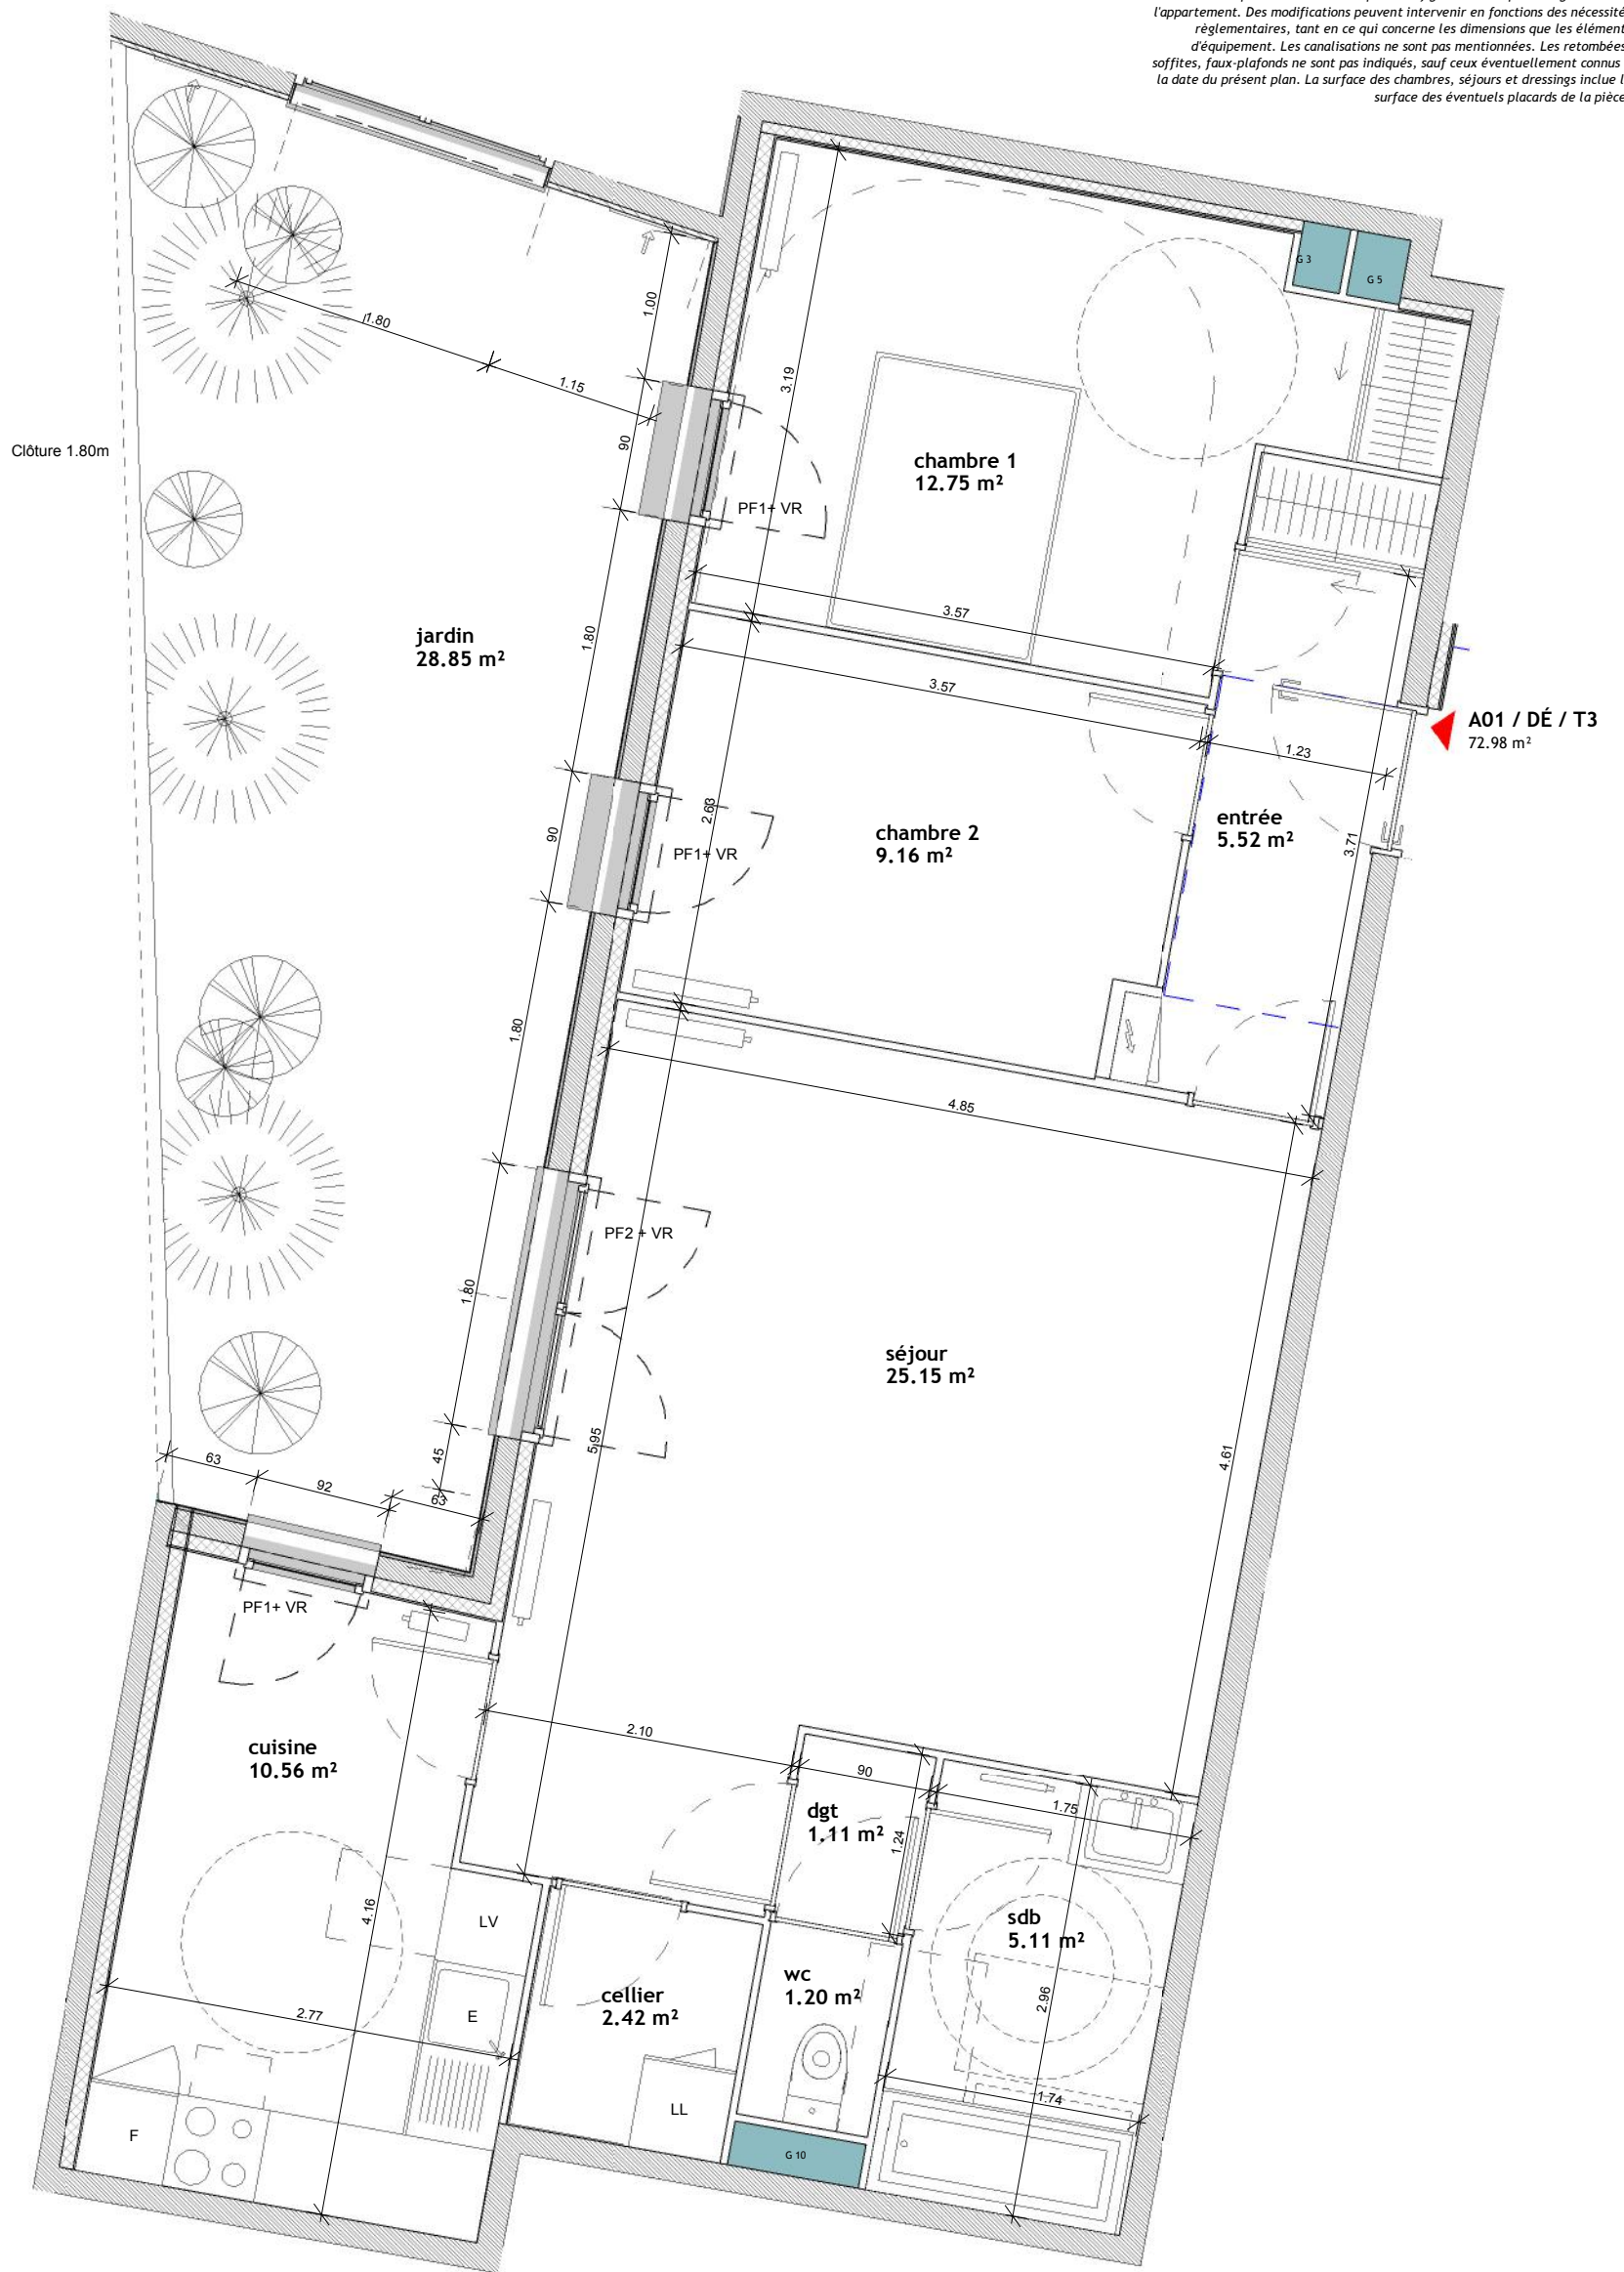 l'appartement. Des modifications peuvent intervenir en fonctions des
règlementaires, tant en ce qui concerne les dimensions que les
d'équipement. Les canalisations ne sont pas mentionnées. Les retombées
soffites, faux-plafonds ne sont pas indiqués, sauf ceux éventuellement connus
la date du présent plan. La surface des chambres, séjours et dressings inclue
surface des éventuels placards de la pièce
G 3
G 5
1.00
1.80
1.15
3.19
90
Clôture 1.80m
chambre 1
12.75 m²
PF1+ VR
3.57
jardin
28.85 m²
1.80
3.57
A01 / DÉ / T3
72.98 m²
1.23
2.63
90
PF1+ VR
chambre 2
9.16 m²
entrée
5.52 m²
3.71
1.80
4.85
PF2 + VR
1.80
séjour
25.15 m²
5.95
45
4.61
63
92
63
PF1+ VR
2.10
cuisine
10.56 m²
90
1.75
dgt
1.11 m²
1.24
4.16
LV
sdb
5.11 m²
wc
1.20 m²
cellier
2.42 m²
2.96
E
2.77
1.74
LL
F
G 10